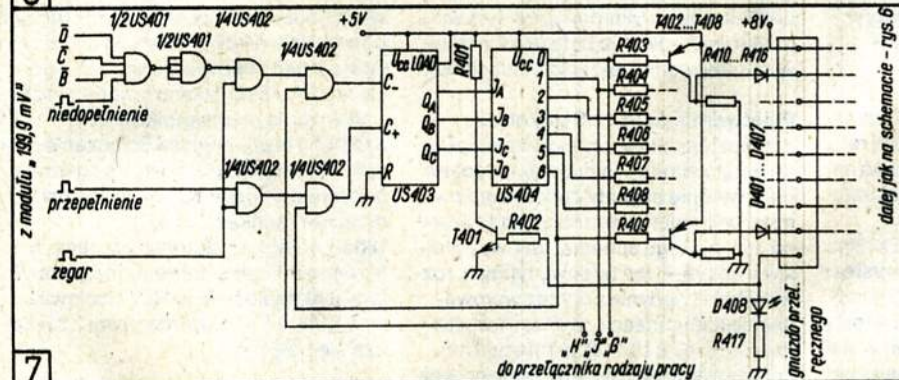 1/2US401
1/2US401
1/4US402
1/4US402
+5V
T402...T408
+8V
D̅
C̅
B̅
niedopełnienie
przepełnienie
zegar
z modułu „199,9 mV"
1/4US402
1/4US402
Ucc LOAD
C-
C+
R
QA
QB
QC
US403
R401
JA
JB
JC
JD
US404
Ucc
0
1
2
3
4
5
6
R403
R404
R405
R406
R407
R408
R409
R410...R416
D401......D407
T401
R402
D408
R417
„H" „J" „G"
do przełącznika rodzaju pracy
gniazdo przeł. ręcznego
dalej jak na schemacie - rys.6
7